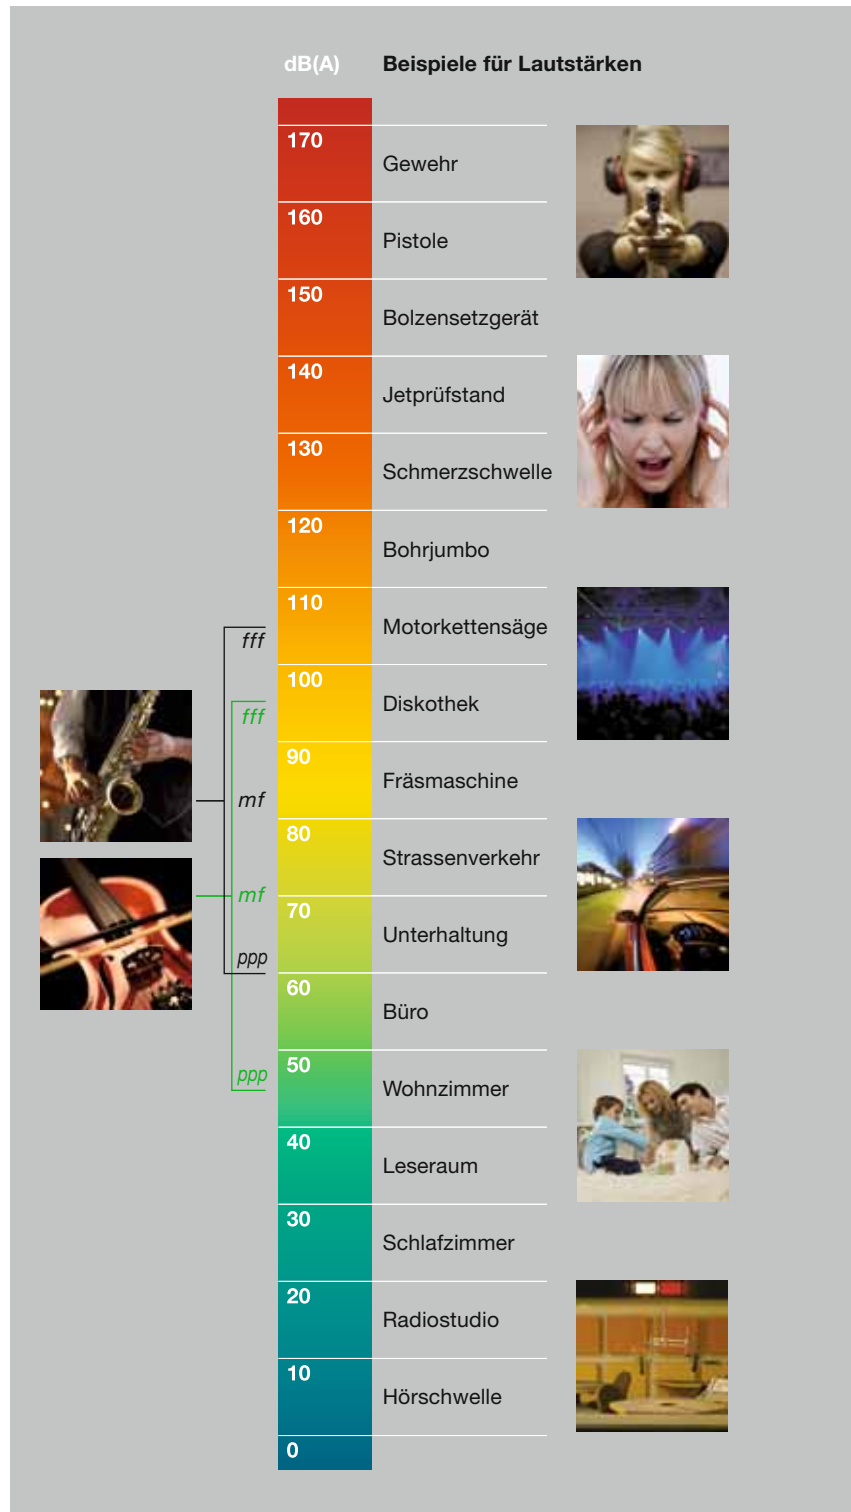 dB(A) Beispiele für Lautstärken
170
Gewehr
160
Pistole
150
Bolzensetzgerät
140
Jetprüfstand
130
Schmerzschwelle
120
Bohrjumbo
110
fff Motorkettensäge
100
fff Diskothek
90
mf Fräsmaschine
80
Strassenverkehr
mf
70
Unterhaltung
ppp
60
Büro
50
ppp Wohnzimmer
40
Leseraum
30
Schlafzimmer
20
Radiostudio
10
Hörschwelle
0